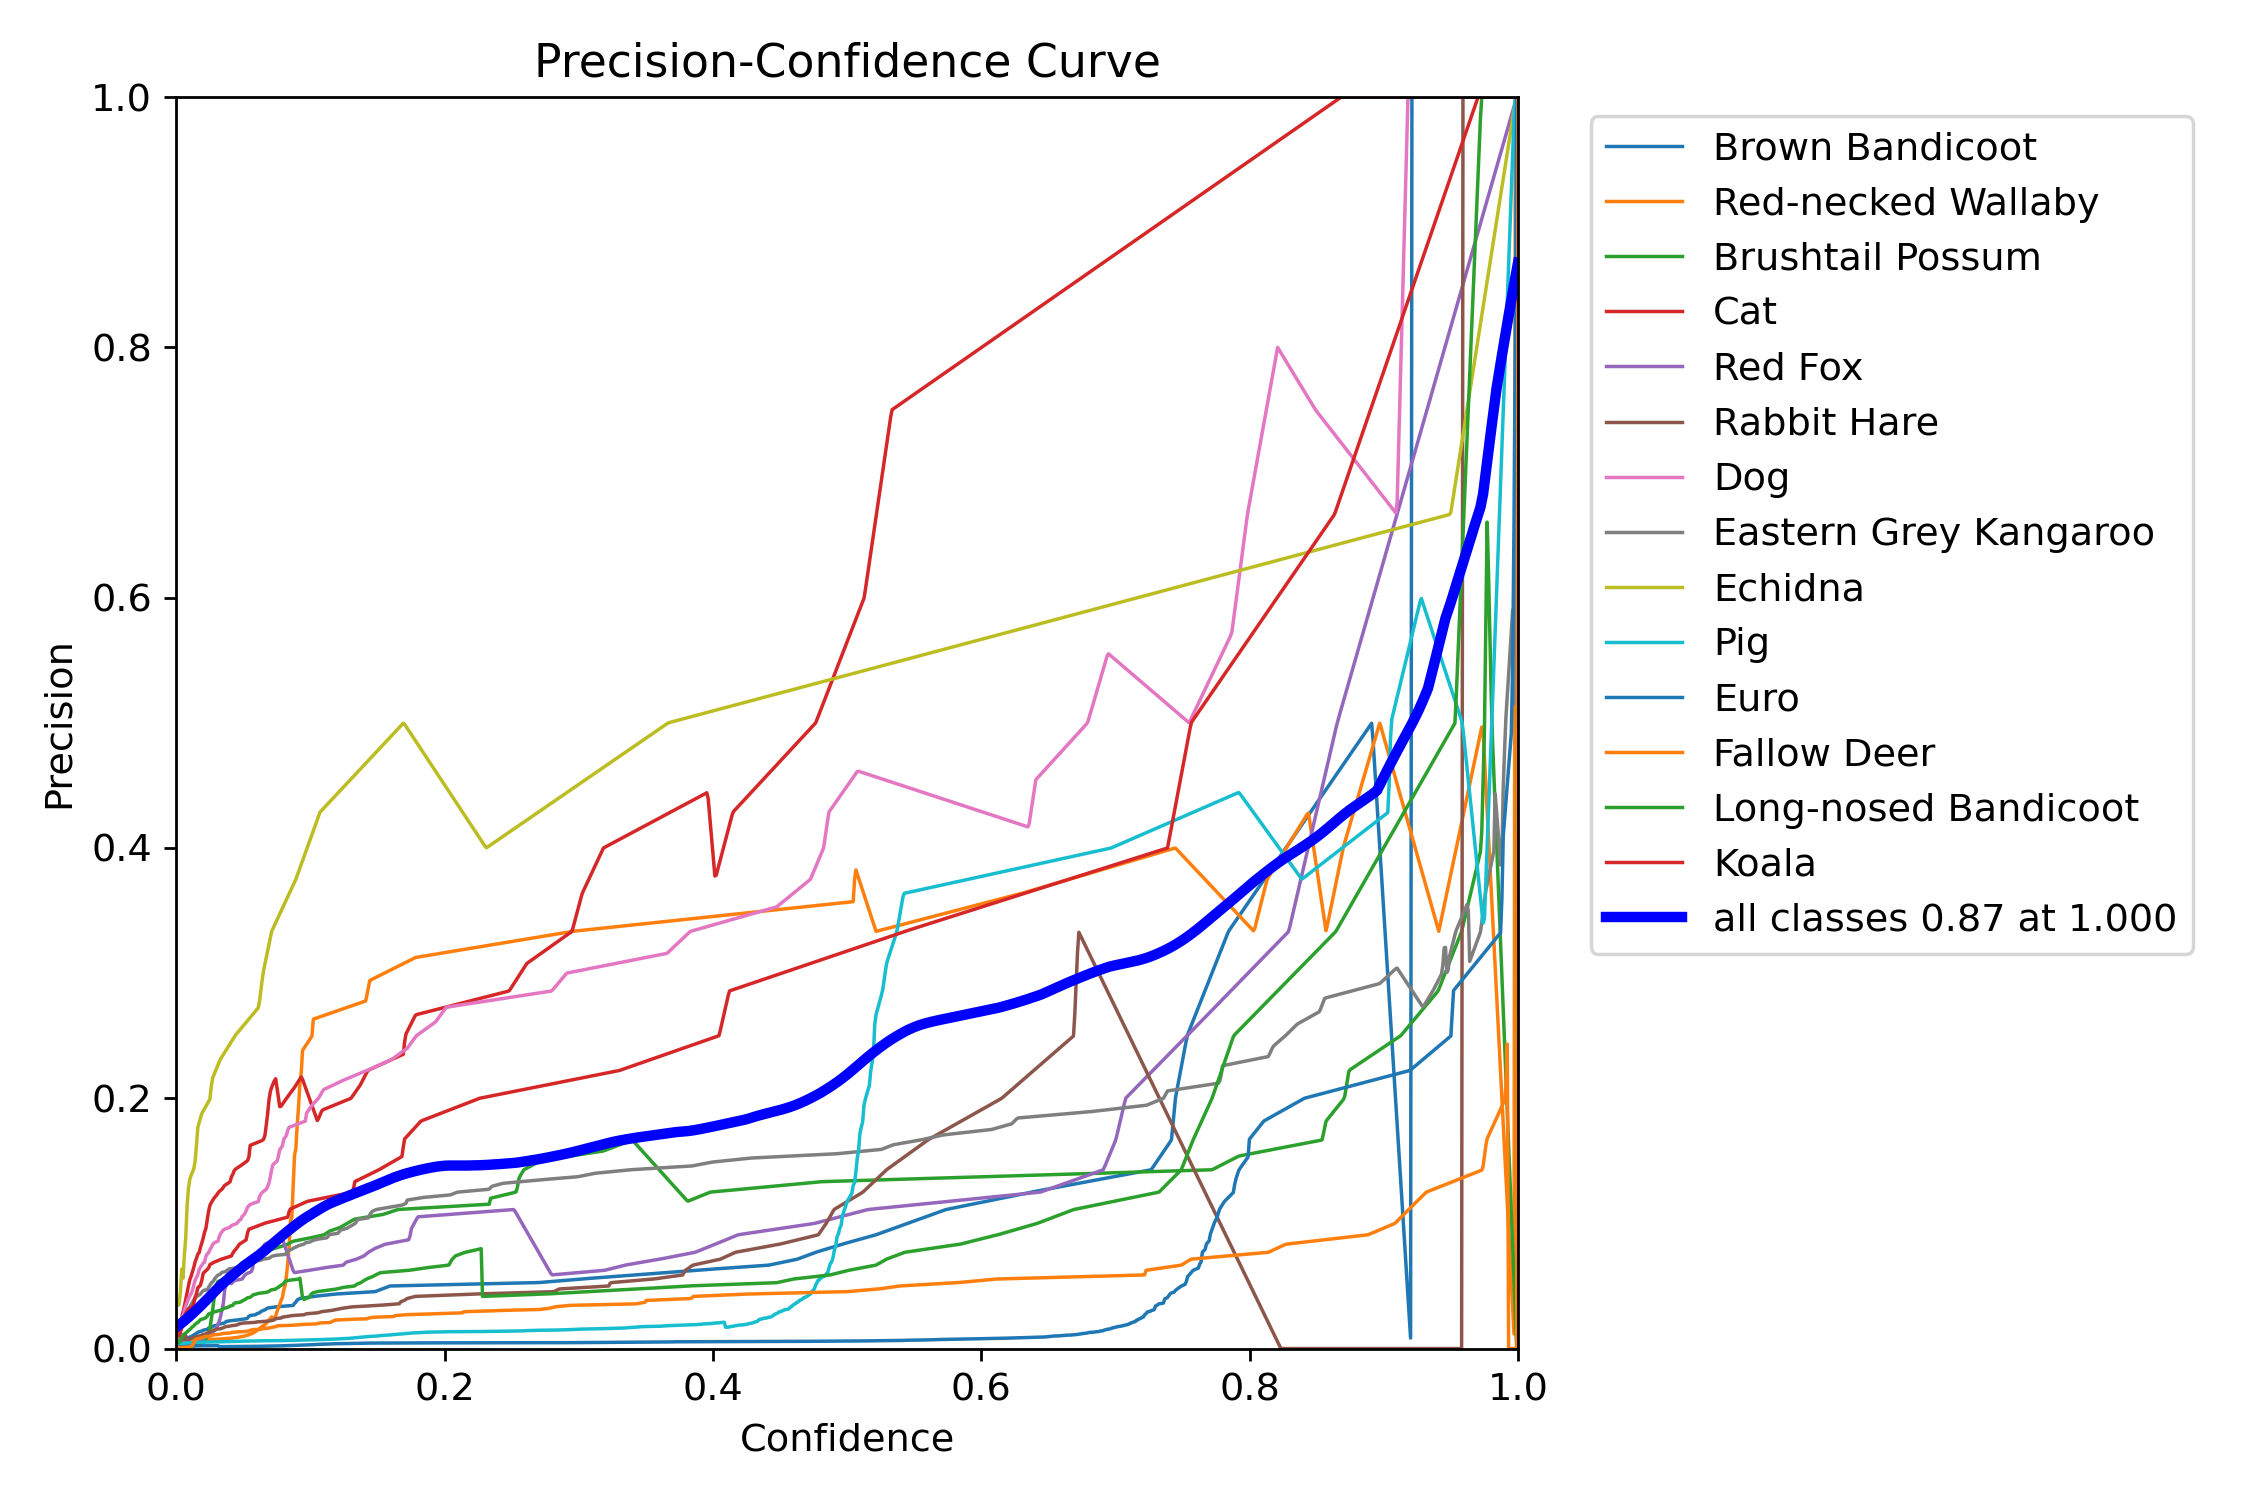 Precision-Confidence Curve
1.0
0.8
0.6
0.4
0.2
0.0
Precision
0.0 0.2 0.4 0.6 0.8 1.0
Confidence
Brown Bandicoot
Red-necked Wallaby
Brushtail Possum
Cat
Red Fox
Rabbit Hare
Dog
Eastern Grey Kangaroo
Echidna
Pig
Euro
Fallow Deer
Long-nosed Bandicoot
Koala
all classes 0.87 at 1.000